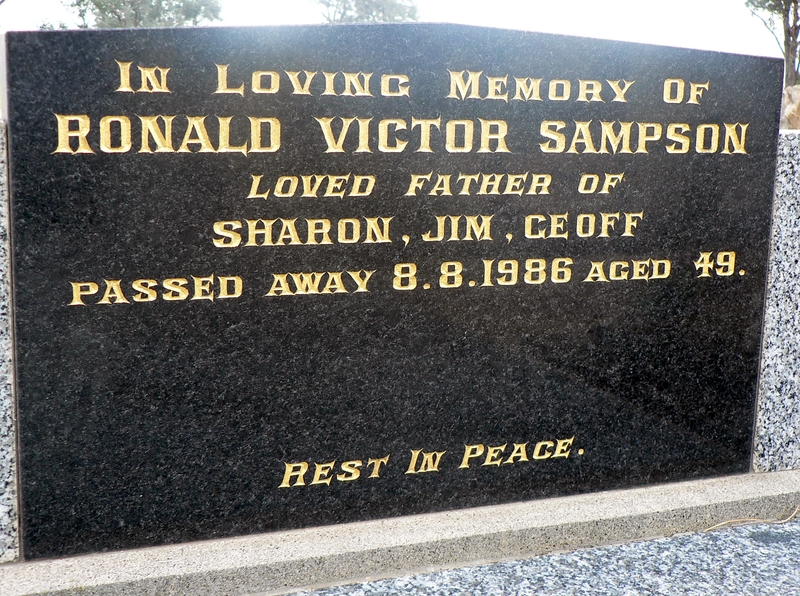 IN LOVING MEMORY OF
RONALD VICTOR SAMPSON
LOVED FATHER OF
SHARON, JIM, GEOFF
PASSED AWAY 8.8.1986 AGED 49.
REST IN PEACE.